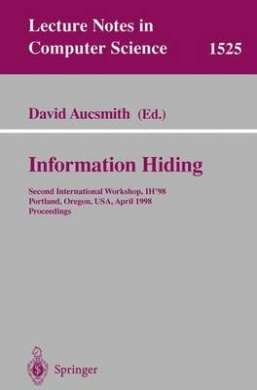 Lecture Notes in
Computer Science 1525
David Aucsmith (Ed.)
Information Hiding
Second International Workshop, IH'98
Portland, Oregon, USA, April 1998
Proceedings
Springer